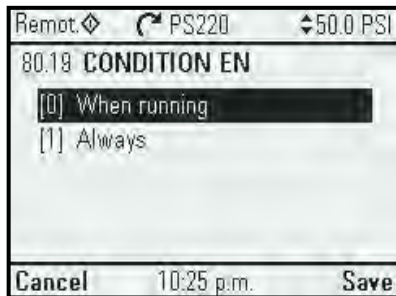 Remot. PS220 50.0 PSI
80.19 CONDITION EN
[0] When running
[1] Always
Cancel 10:25 p.m. Save